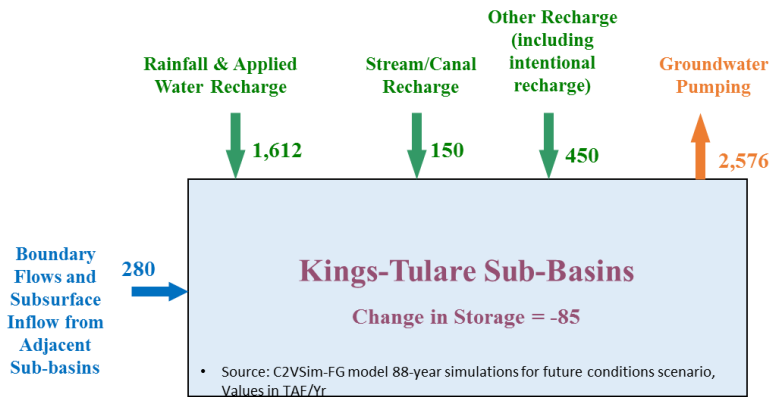 Rainfall & Applied
Water Recharge
1,612
Stream/Canal
Recharge
150
Other Recharge
(including
intentional
recharge)
450
Groundwater
Pumping
2,576
Boundary
Flows and
Subsurface
Inflow from
Adjacent
Sub-basins
280
Kings-Tulare Sub-Basins
Change in Storage = -85
• Source: C2VSim-FG model 88-year simulations for future conditions scenario,
Values in TAF/Yr